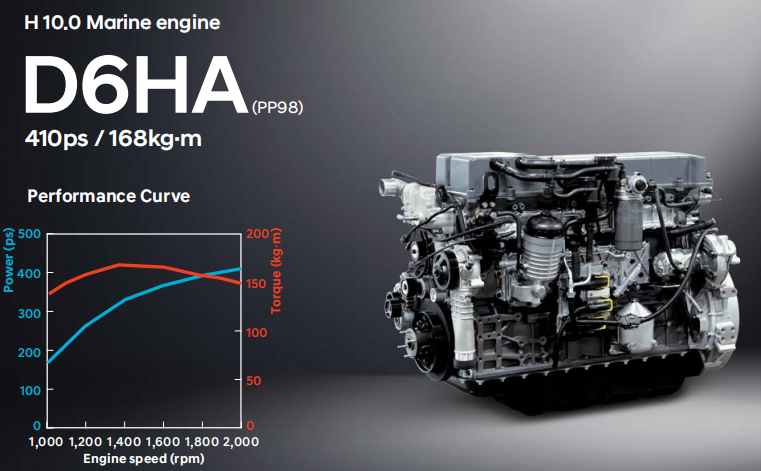 H 10.0 Marine engine
D6HA (PP98)
410ps / 168kg·m
Performance Curve
Power (ps)
500
400
300
200
100
0
200
150
100
50
0
Torque (kg·m)
1,000 1,200 1,400 1,600 1,800 2,000
Engine speed (rpm)